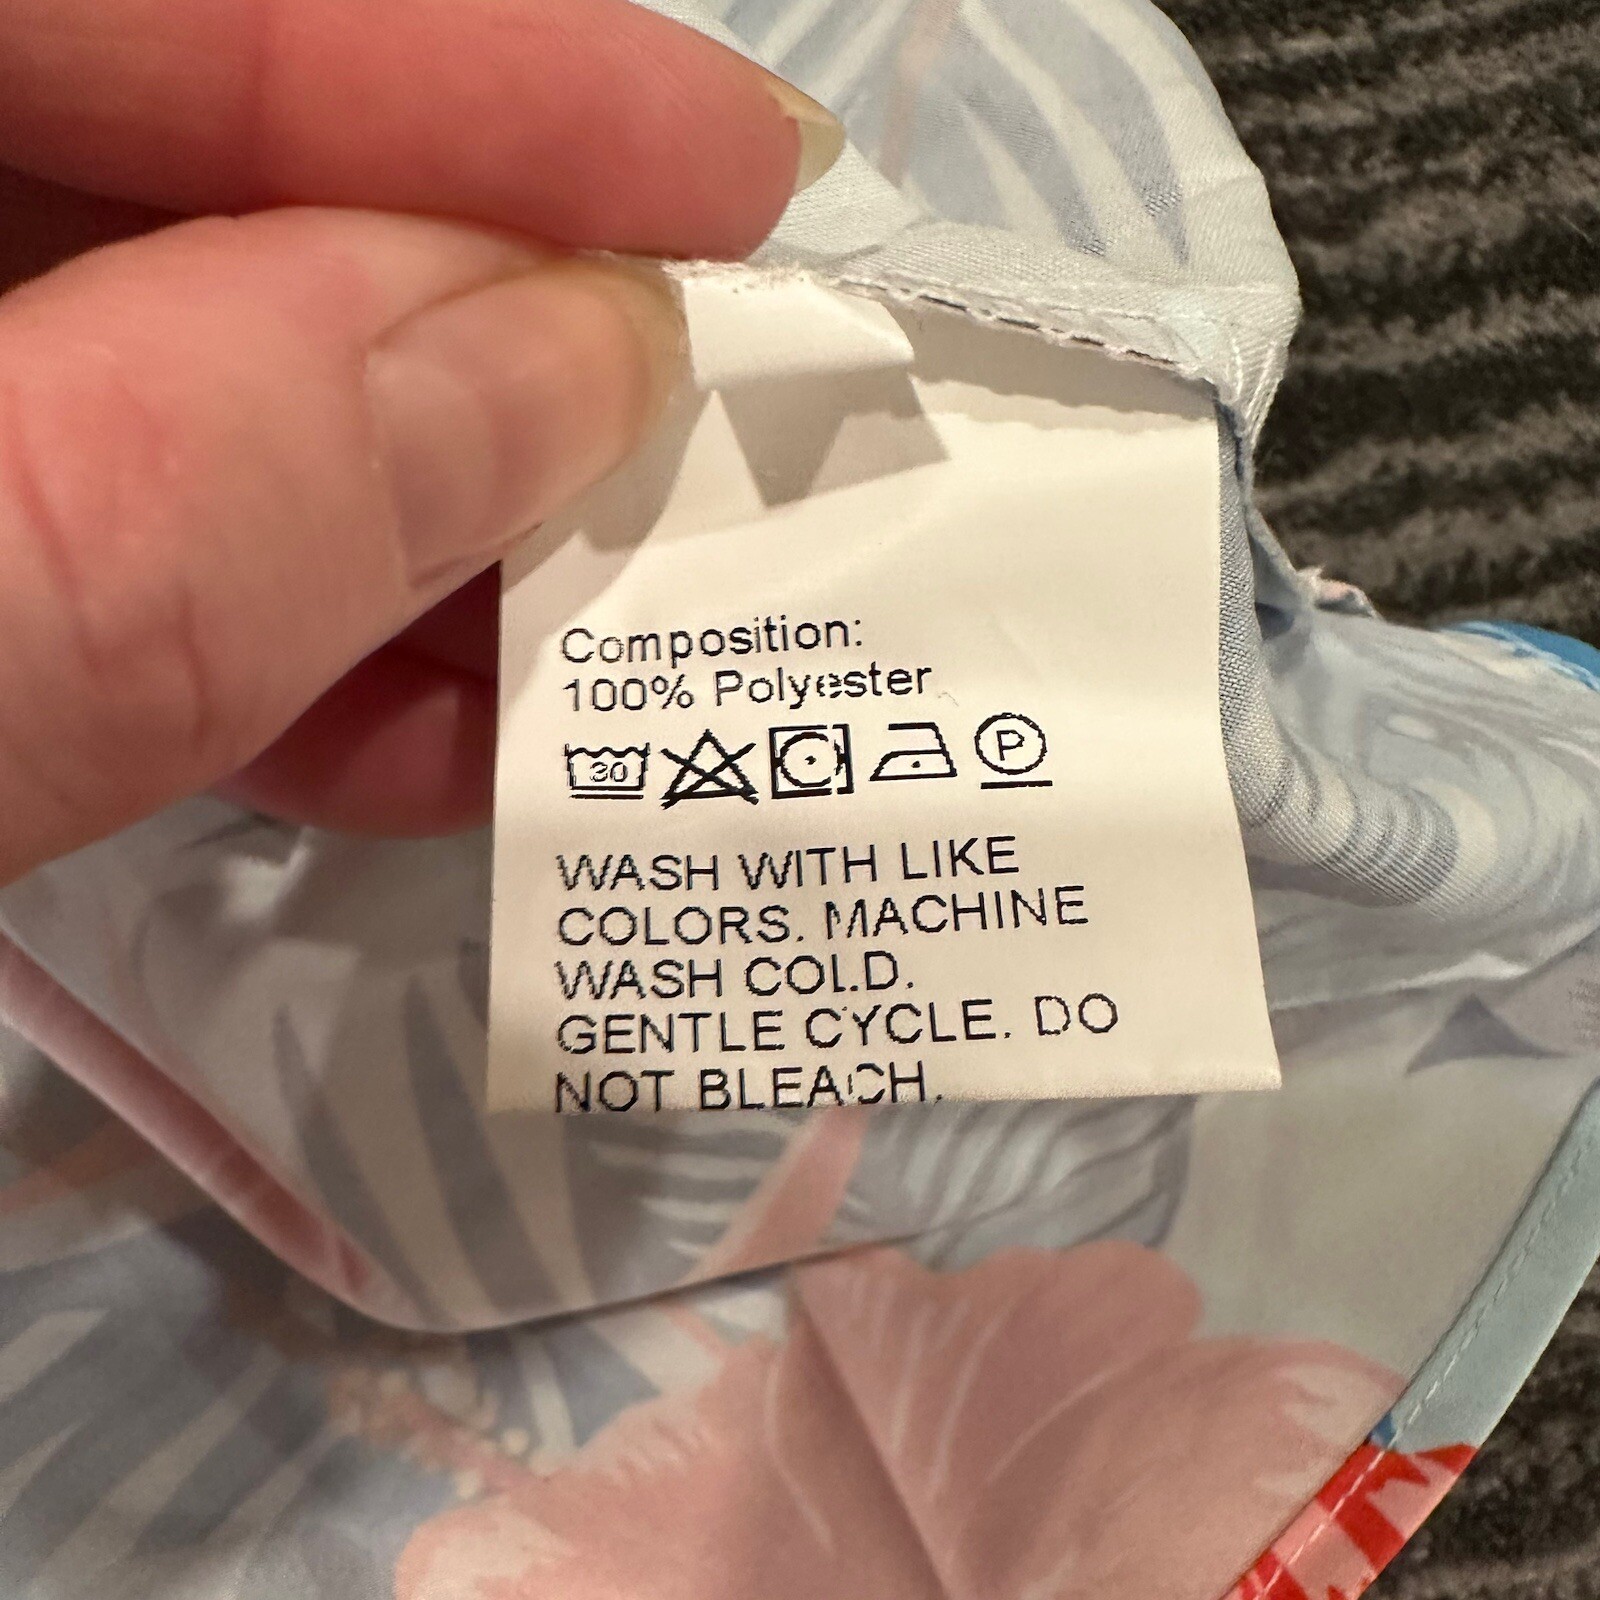 Composition:
100% Polyester
30 P
WASH WITH LIKE
COLORS. MACHINE
WASH COLD.
GENTLE CYCLE. DO
NOT BLEACH.